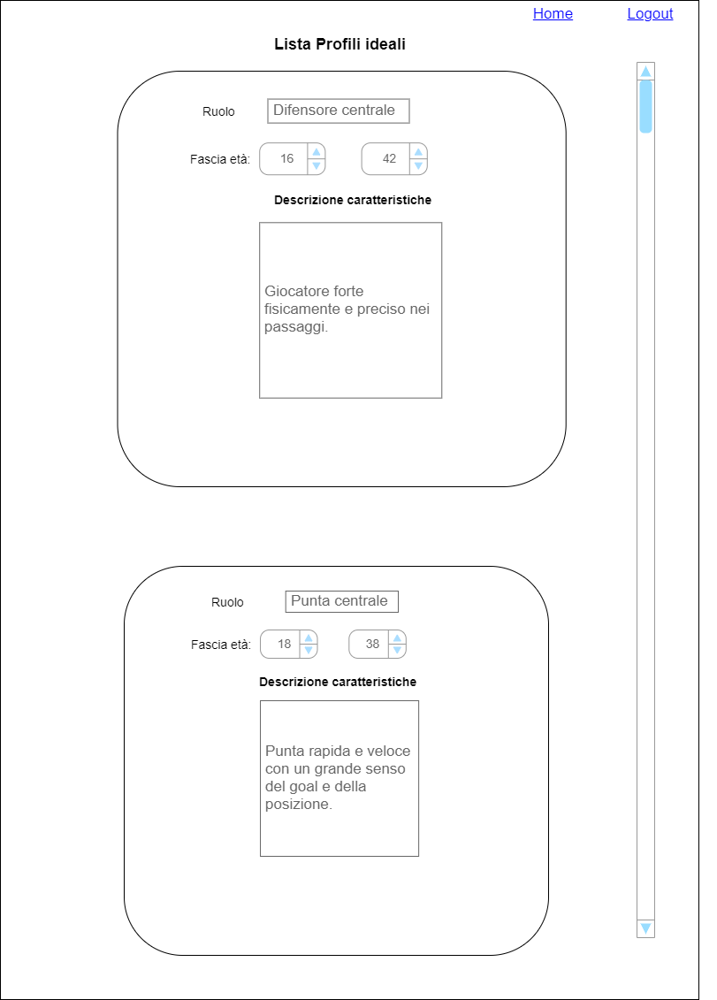 Home Logout
Lista Profili ideali
Ruolo Difensore centrale
Fascia età: 16 42
Descrizione caratteristiche
Giocatore forte
fisicamente e preciso nei
passaggi.
Ruolo Punta centrale
Fascia età: 18 38
Descrizione caratteristiche
Punta rapida e veloce
con un grande senso
del goal e della
posizione.